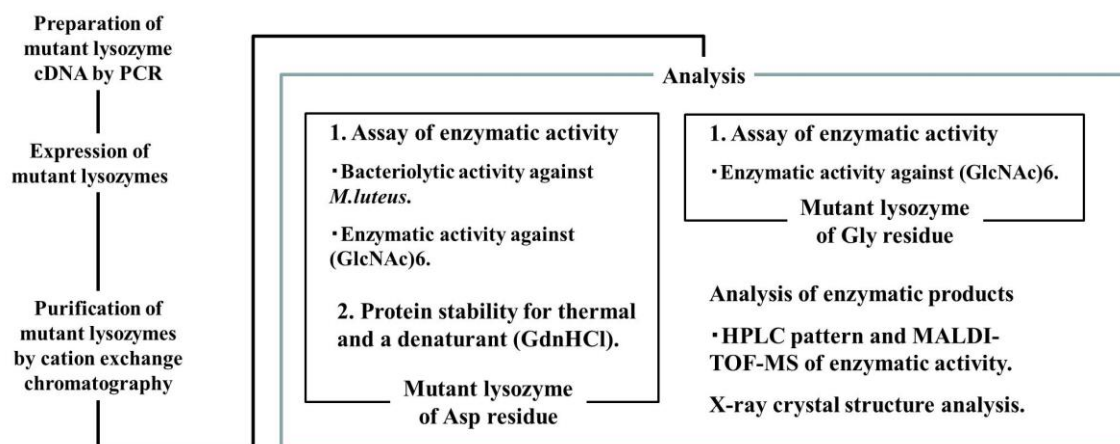 Preparation of
mutant lysozyme
cDNA by PCR
Expression of
mutant lysozymes
Purification of
mutant lysozymes
by cation exchange
chromatography
Analysis
1. Assay of enzymatic activity
・Bacteriolytic activity against
M.luteus.
・Enzymatic activity against
(GlcNAc)6.
2. Protein stability for thermal
and a denaturant (GdnHCl).
Mutant lysozyme
of Asp residue
1. Assay of enzymatic activity
・Enzymatic activity against (GlcNAc)6.
Mutant lysozyme
of Gly residue
Analysis of enzymatic products
・HPLC pattern and MALDI-
TOF-MS of enzymatic activity.
X-ray crystal structure analysis.